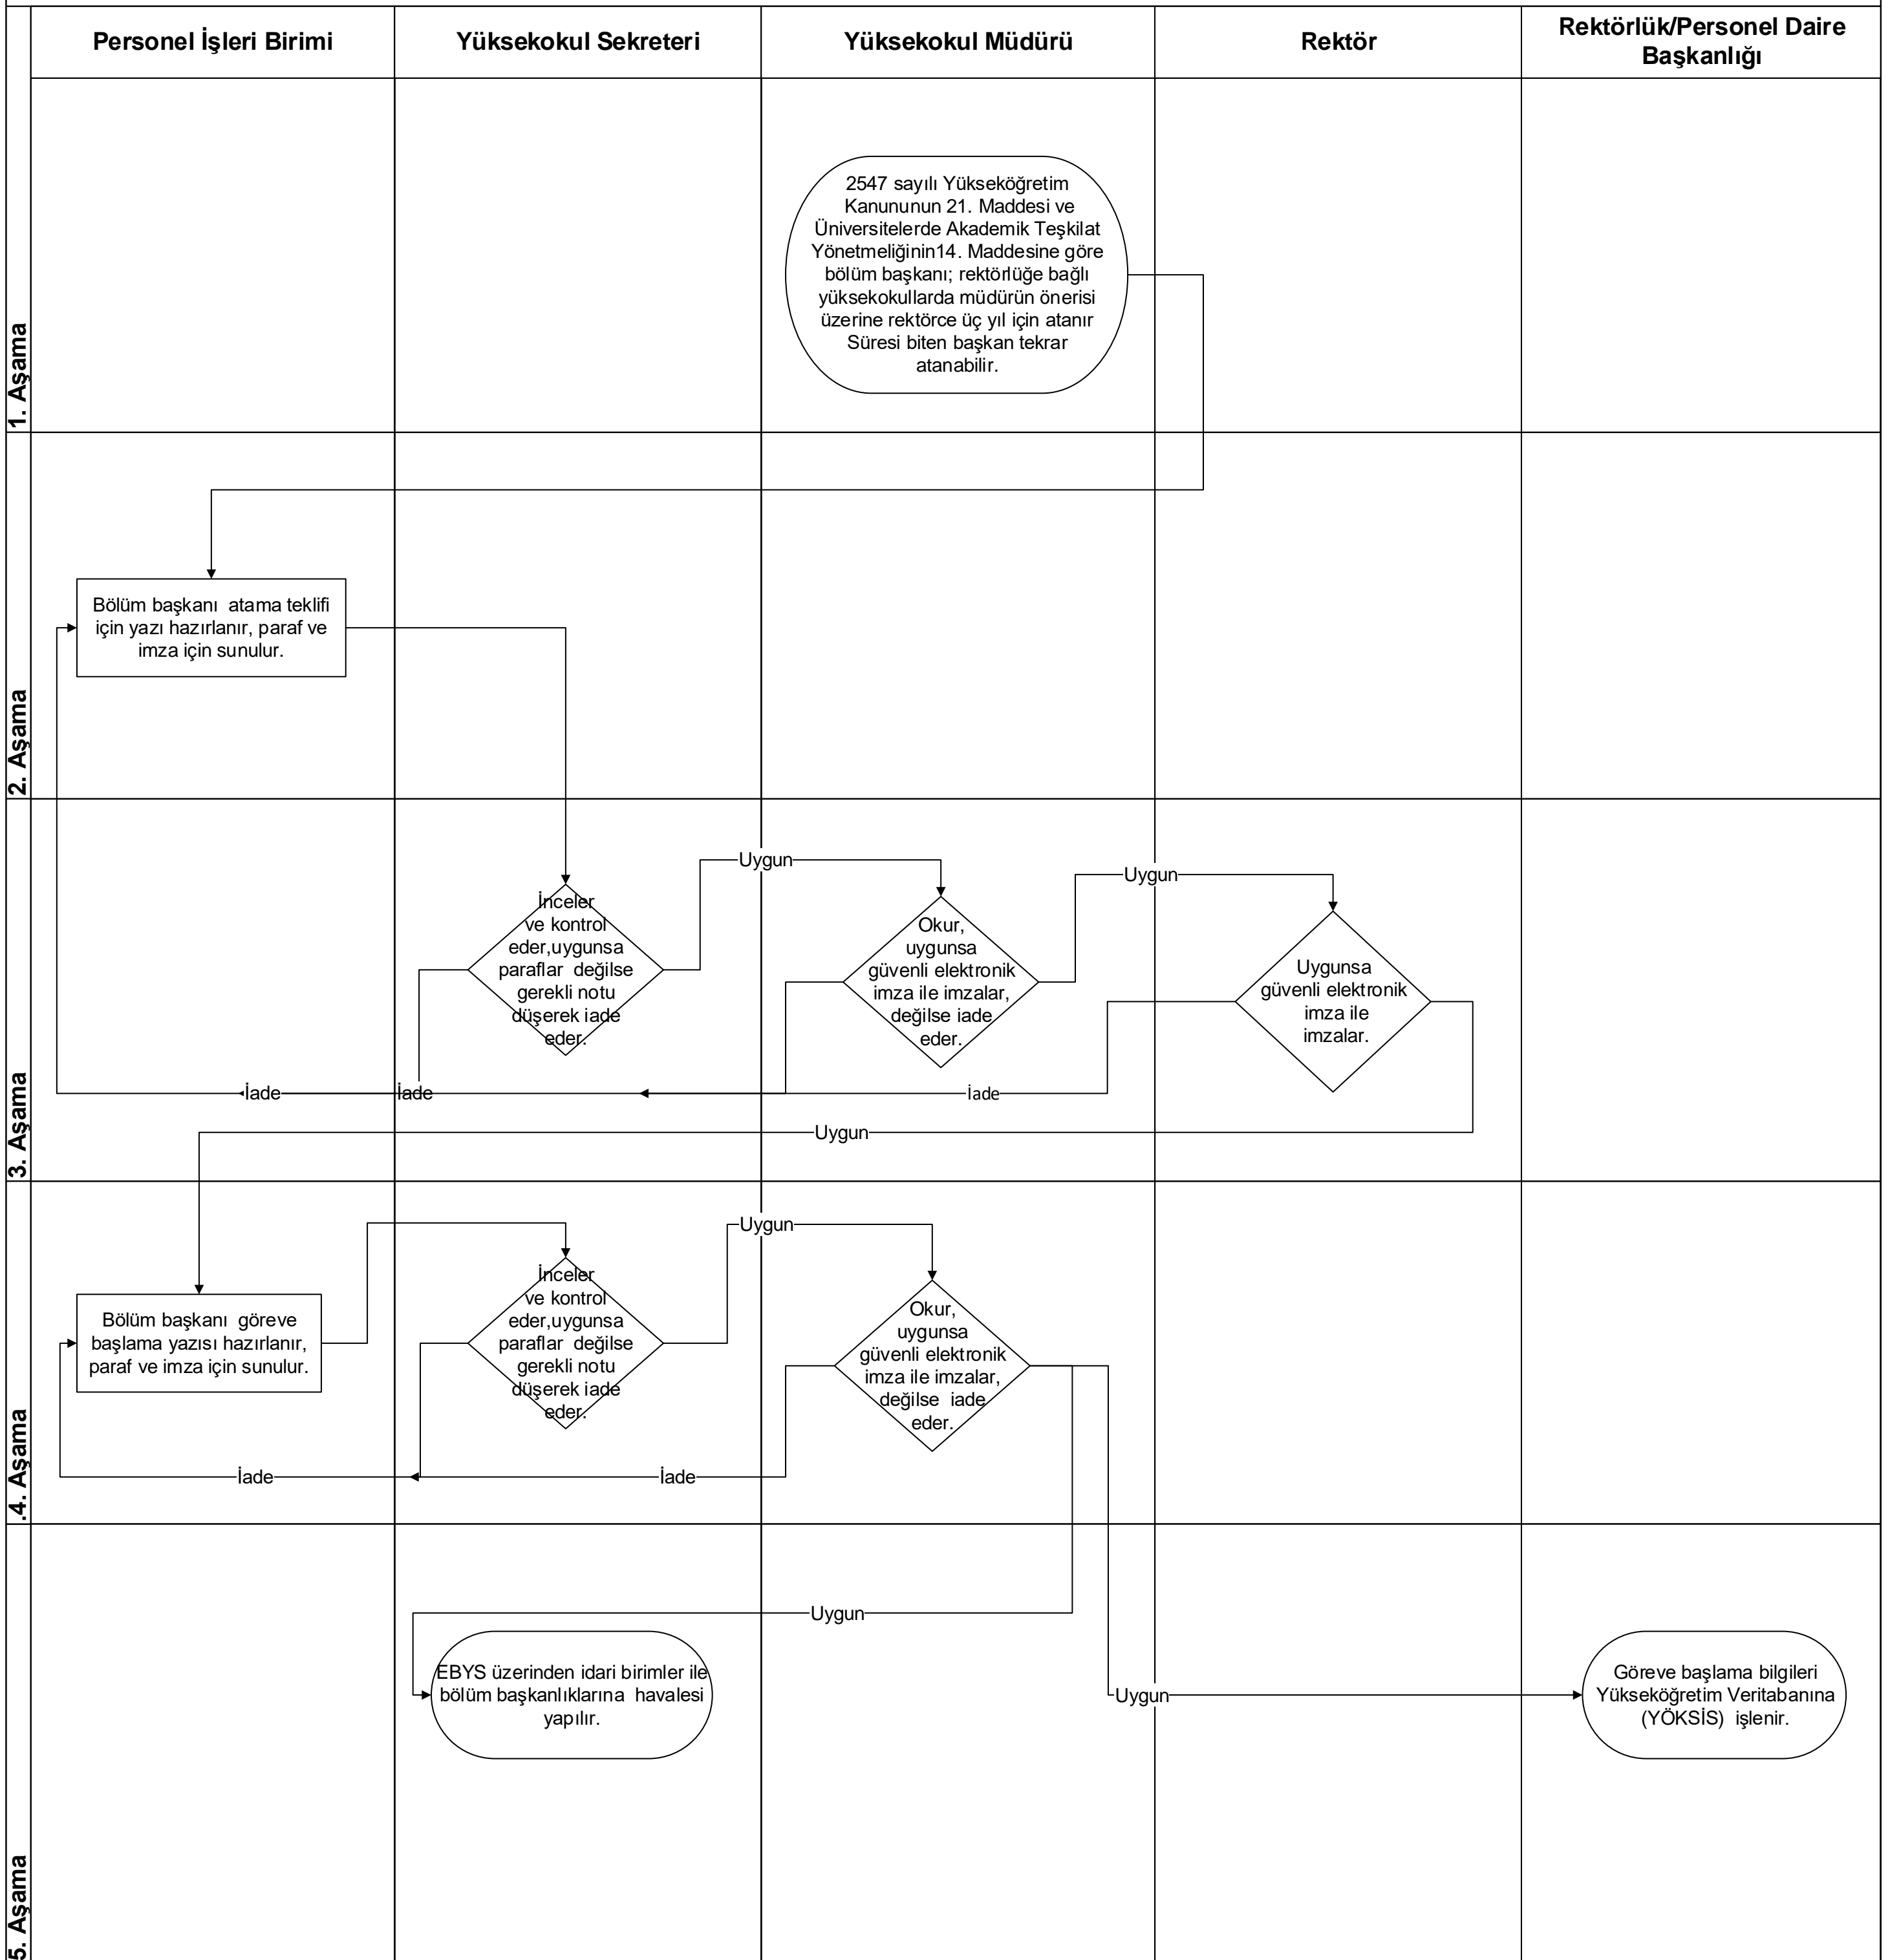 Personel İşleri Birimi
Yüksekokul Sekreteri
Yüksekokul Müdürü
Rektör
Rektörlük/Personel Daire
Başkanlığı
1. Aşama
2547 sayılı Yükseköğretim
Kanununun 21. Maddesi ve
Üniversitelerde Akademik Teşkilat
Yönetmeliğinin14. Maddesine göre
bölüm başkanı; rektörlüğe bağlı
yüksekokullarda müdürün önerisi
üzerine rektörce üç yıl için atanır
Süresi biten başkan tekrar
atanabilir.
2. Aşama
Bölüm başkanı  atama teklifi
için yazı hazırlanır, paraf ve
imza için sunulur.
3. Aşama
İnceler
ve kontrol
eder,uygunsa
paraflar  değilse
gerekli notu
düşerek iade
eder.
Uygun
Okur,
uygunsa
güvenli elektronik
imza ile imzalar,
değilse iade
eder.
Uygun
Uygunsa
güvenli elektronik
imza ile
imzalar.
İade
İade
İade
Uygun
.4. Aşama
Bölüm başkanı  göreve
başlama yazısı hazırlanır,
paraf ve imza için sunulur.
İnceler
ve kontrol
eder,uygunsa
paraflar  değilse
gerekli notu
düşerek iade
eder.
Uygun
Okur,
uygunsa
güvenli elektronik
imza ile imzalar,
değilse  iade
eder.
İade
İade
5. Aşama
Uygun
EBYS üzerinden idari birimler ile
bölüm başkanlıklarına  havalesi
yapılır.
Uygun
Göreve başlama bilgileri
Yükseköğretim Veritabanına
(YÖKSİS)  işlenir.